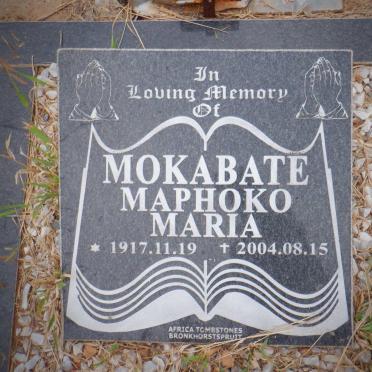 In
Loving Memory
Of
MOKABATE
MAPHOKO
MARIA
* 1917.11.19 ✝ 2004.08.15
AFRICA TOMBSTONES
BRONKHORSTSPRUIT